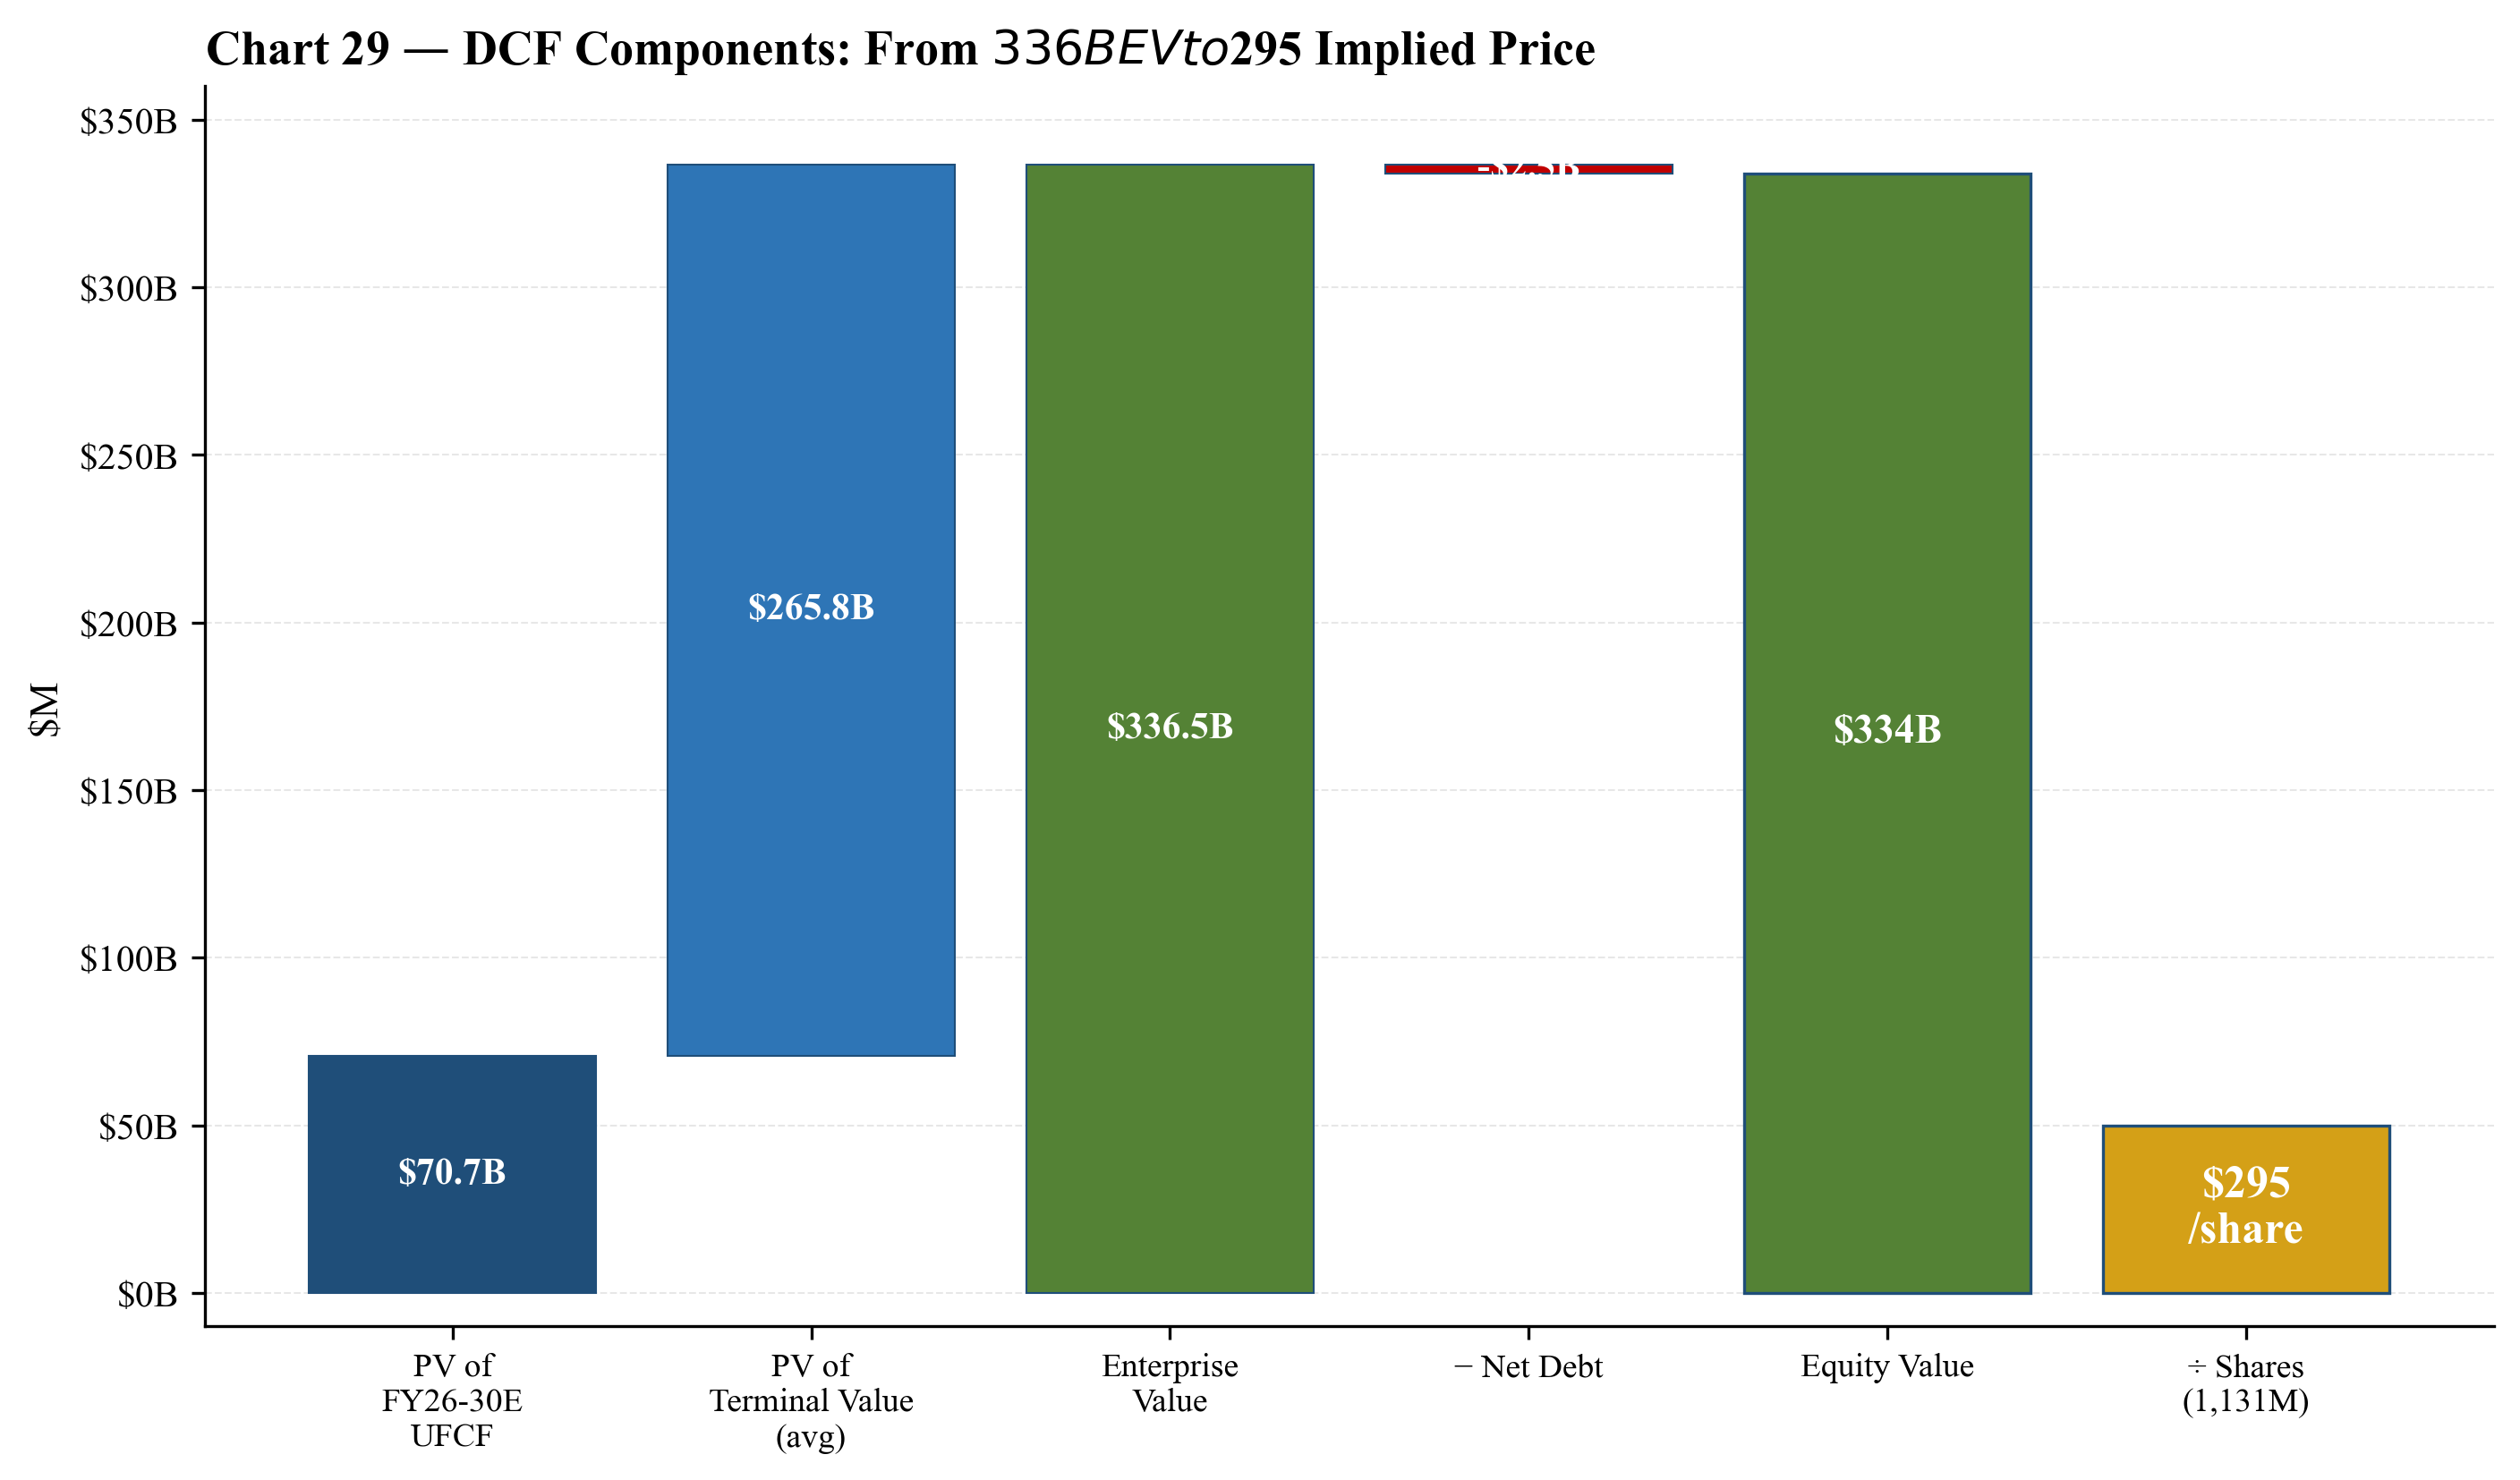 Chart 29 — DCF Components: From 336BEVto295 Implied Price
$350B
$300B
$250B
$200B
$150B
$100B
$50B
$0B
$M
$70.7B
$265.8B
$336.5B
$334B
$295
/share
PV of
FY26-30E
UFCF
PV of
Terminal Value
(avg)
Enterprise
Value
− Net Debt
Equity Value
÷ Shares
(1,131M)